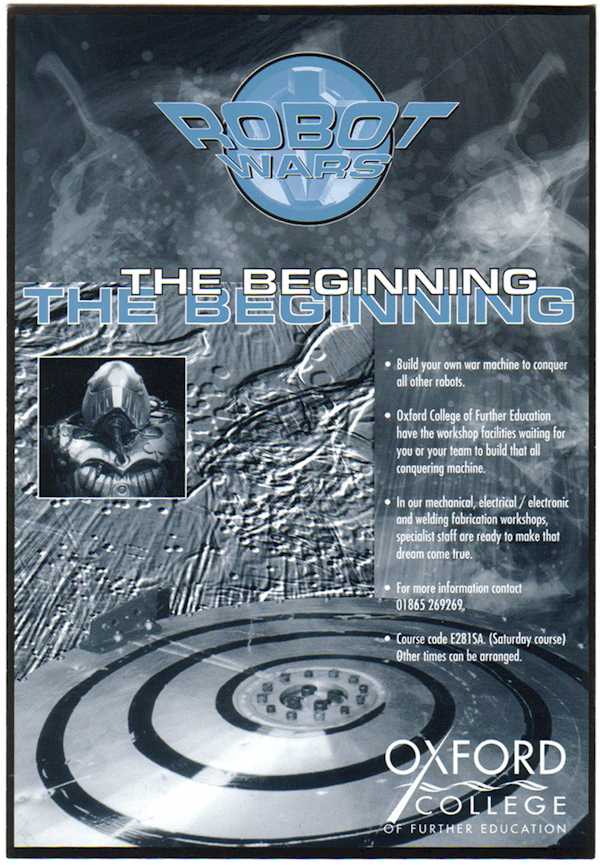 ROBOT
WARS
THE BEGINNING
THE BEGINNING
• Build your own war machine to conquer
all other robots.
• Oxford College of Further Education
have the workshop facilities waiting for
you or your team to build that all
conquering machine.
• In our mechanical, electrical / electronic
and welding fabrication workshops,
specialist staff are ready to make that
dream come true.
• For more information contact
01865 269269.
• Course code E281SA. (Saturday course)
Other times can be arranged.
OXFORD
COLLEGE
OF FURTHER EDUCATION